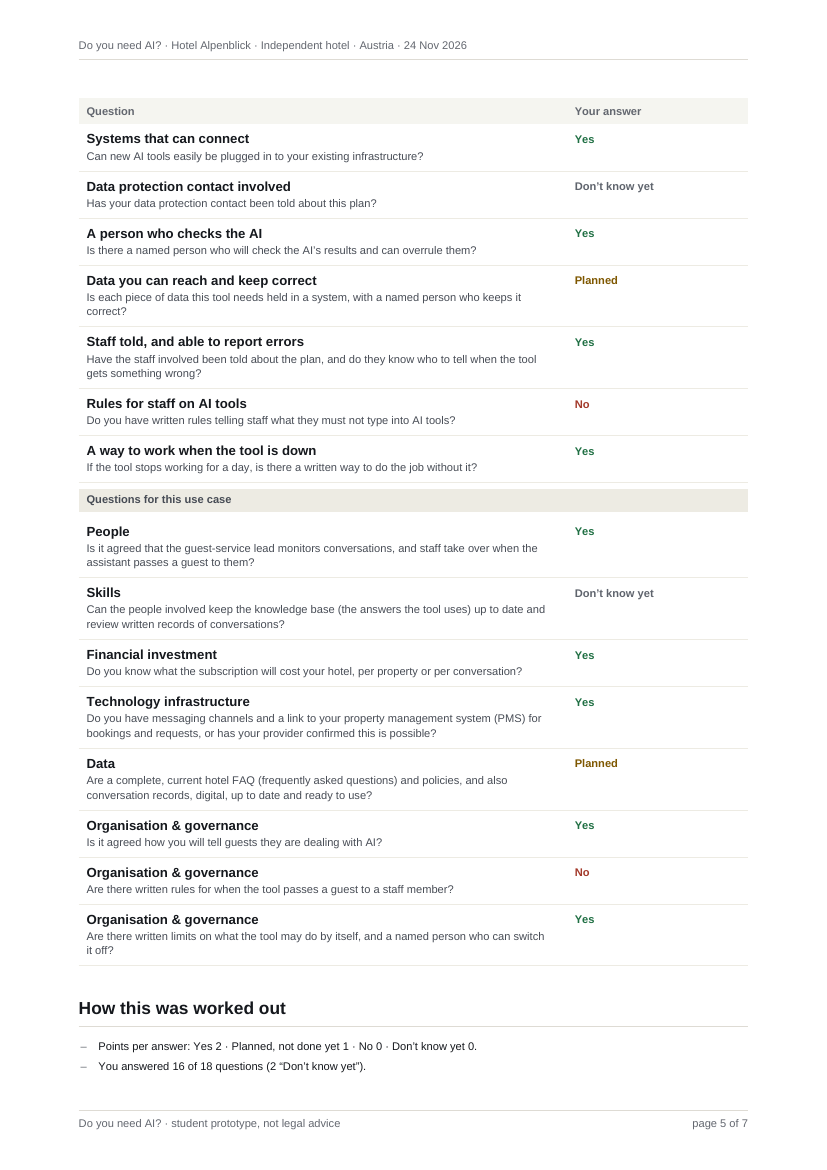 Do you need AI? · Hotel Alpenblick · Independent hotel · Austria · 24 Nov 2026
Question Your answer
Systems that can connect Yes
Can new AI tools easily be plugged in to your existing infrastructure?
Data protection contact involved Don’t know yet
Has your data protection contact been told about this plan?
A person who checks the AI Yes
Is there a named person who will check the AI’s results and can overrule them?
Data you can reach and keep correct Planned
Is each piece of data this tool needs held in a system, with a named person who keeps it
correct?
Staff told, and able to report errors Yes
Have the staff involved been told about the plan, and do they know who to tell when the tool
gets something wrong?
Rules for staff on AI tools No
Do you have written rules telling staff what they must not type into AI tools?
A way to work when the tool is down Yes
If the tool stops working for a day, is there a written way to do the job without it?
Questions for this use case
People Yes
Is it agreed that the guest-service lead monitors conversations, and staff take over when the
assistant passes a guest to them?
Skills Don’t know yet
Can the people involved keep the knowledge base (the answers the tool uses) up to date and
review written records of conversations?
Financial investment Yes
Do you know what the subscription will cost your hotel, per property or per conversation?
Technology infrastructure Yes
Do you have messaging channels and a link to your property management system (PMS) for
bookings and requests, or has your provider confirmed this is possible?
Data Planned
Are a complete, current hotel FAQ (frequently asked questions) and policies, and also
conversation records, digital, up to date and ready to use?
Organisation & governance Yes
Is it agreed how you will tell guests they are dealing with AI?
Organisation & governance No
Are there written rules for when the tool passes a guest to a staff member?
Organisation & governance Yes
Are there written limits on what the tool may do by itself, and a named person who can switch
it off?
How this was worked out
– Points per answer: Yes 2 · Planned, not done yet 1 · No 0 · Don’t know yet 0.
– You answered 16 of 18 questions (2 “Don’t know yet”).
Do you need AI? · student prototype, not legal advice page 5 of 7